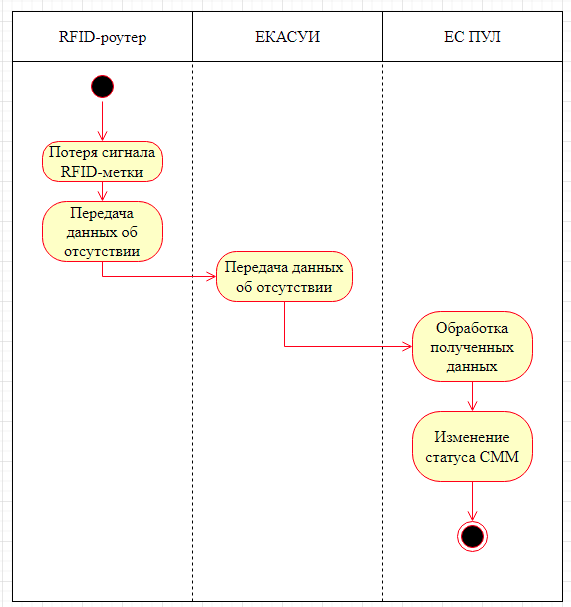 RFID-роутер
ЕКАСУИ
ЕС ПУЛ
Потеря сигнала
RFID-метки
Передача
данных об
отсутствии
Передача данных
об отсутствии
Обработка
полученных
данных
Изменение
статуса СММ